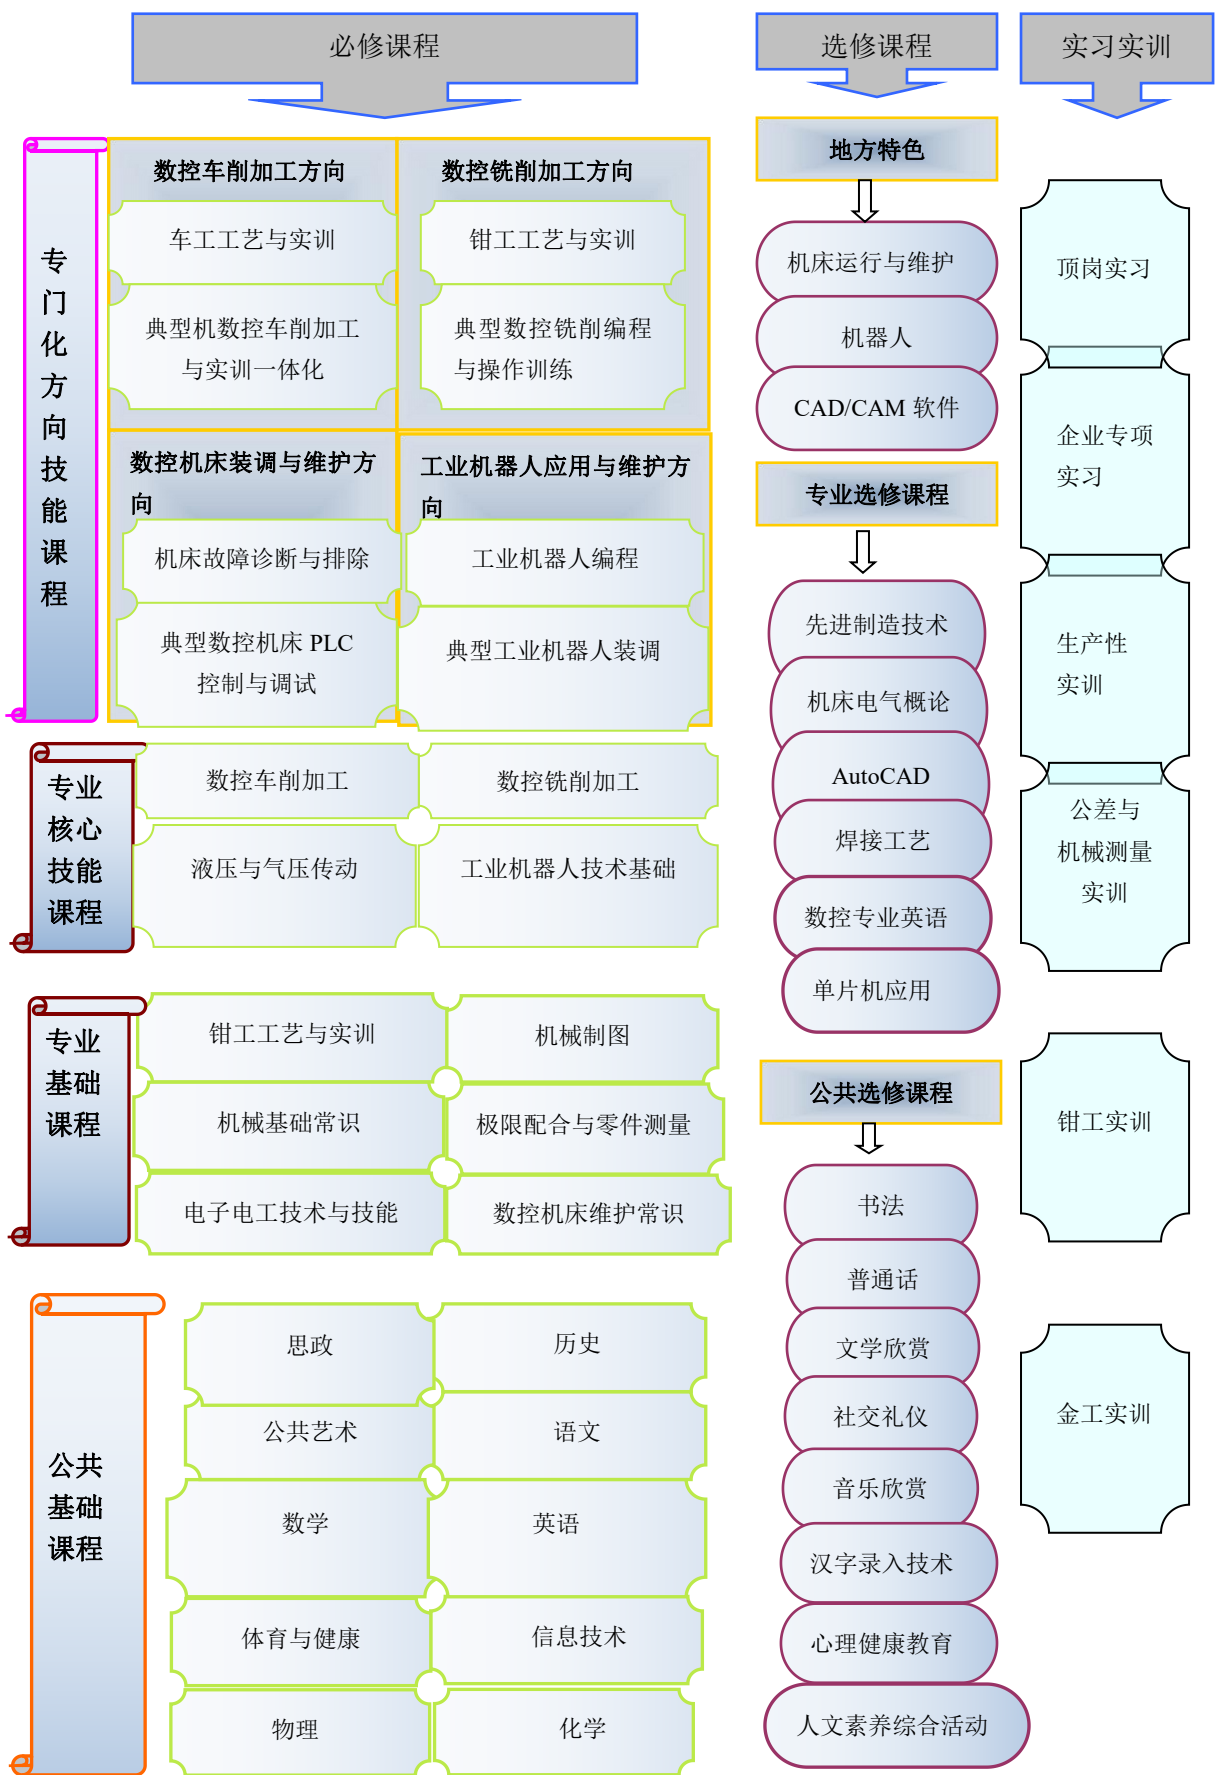 必修课程
选修课程
实习实训
专
门
化
方
向
技
能
课
程
数控车削加工方向
车工工艺与实训
典型机数控车削加工
与实训一体化
数控铣削加工方向
钳工工艺与实训
典型数控铣削编程
与操作训练
数控机床装调与维护方
向
机床故障诊断与排除
典型数控机床 PLC
控制与调试
工业机器人应用与维护方
向
工业机器人编程
典型工业机器人装调
专业
核心
技能
课程
数控车削加工
数控铣削加工
液压与气压传动
工业机器人技术基础
专业
基础
课程
钳工工艺与实训
机械制图
机械基础常识
极限配合与零件测量
电子电工技术与技能
数控机床维护常识
公共
基础
课程
思政
历史
公共艺术
语文
数学
英语
体育与健康
信息技术
物理
化学
地方特色
机床运行与维护
机器人
CAD/CAM 软件
专业选修课程
先进制造技术
机床电气概论
AutoCAD
焊接工艺
数控专业英语
单片机应用
公共选修课程
书法
普通话
文学欣赏
社交礼仪
音乐欣赏
汉字录入技术
心理健康教育
人文素养综合活动
顶岗实习
企业专项
实习
生产性
实训
公差与
机械测量
实训
钳工实训
金工实训